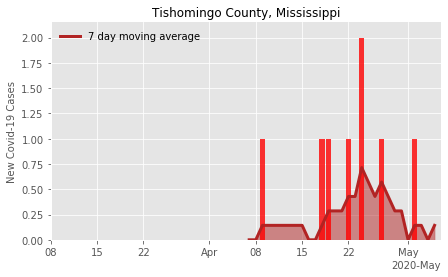 Tishomingo County, Mississippi
7 day moving average
New Covid-19 Cases
2.00
1.75
1.50
1.25
1.00
0.75
0.50
0.25
0.00
08 15 22 Apr 08 15 22 May
2020-May